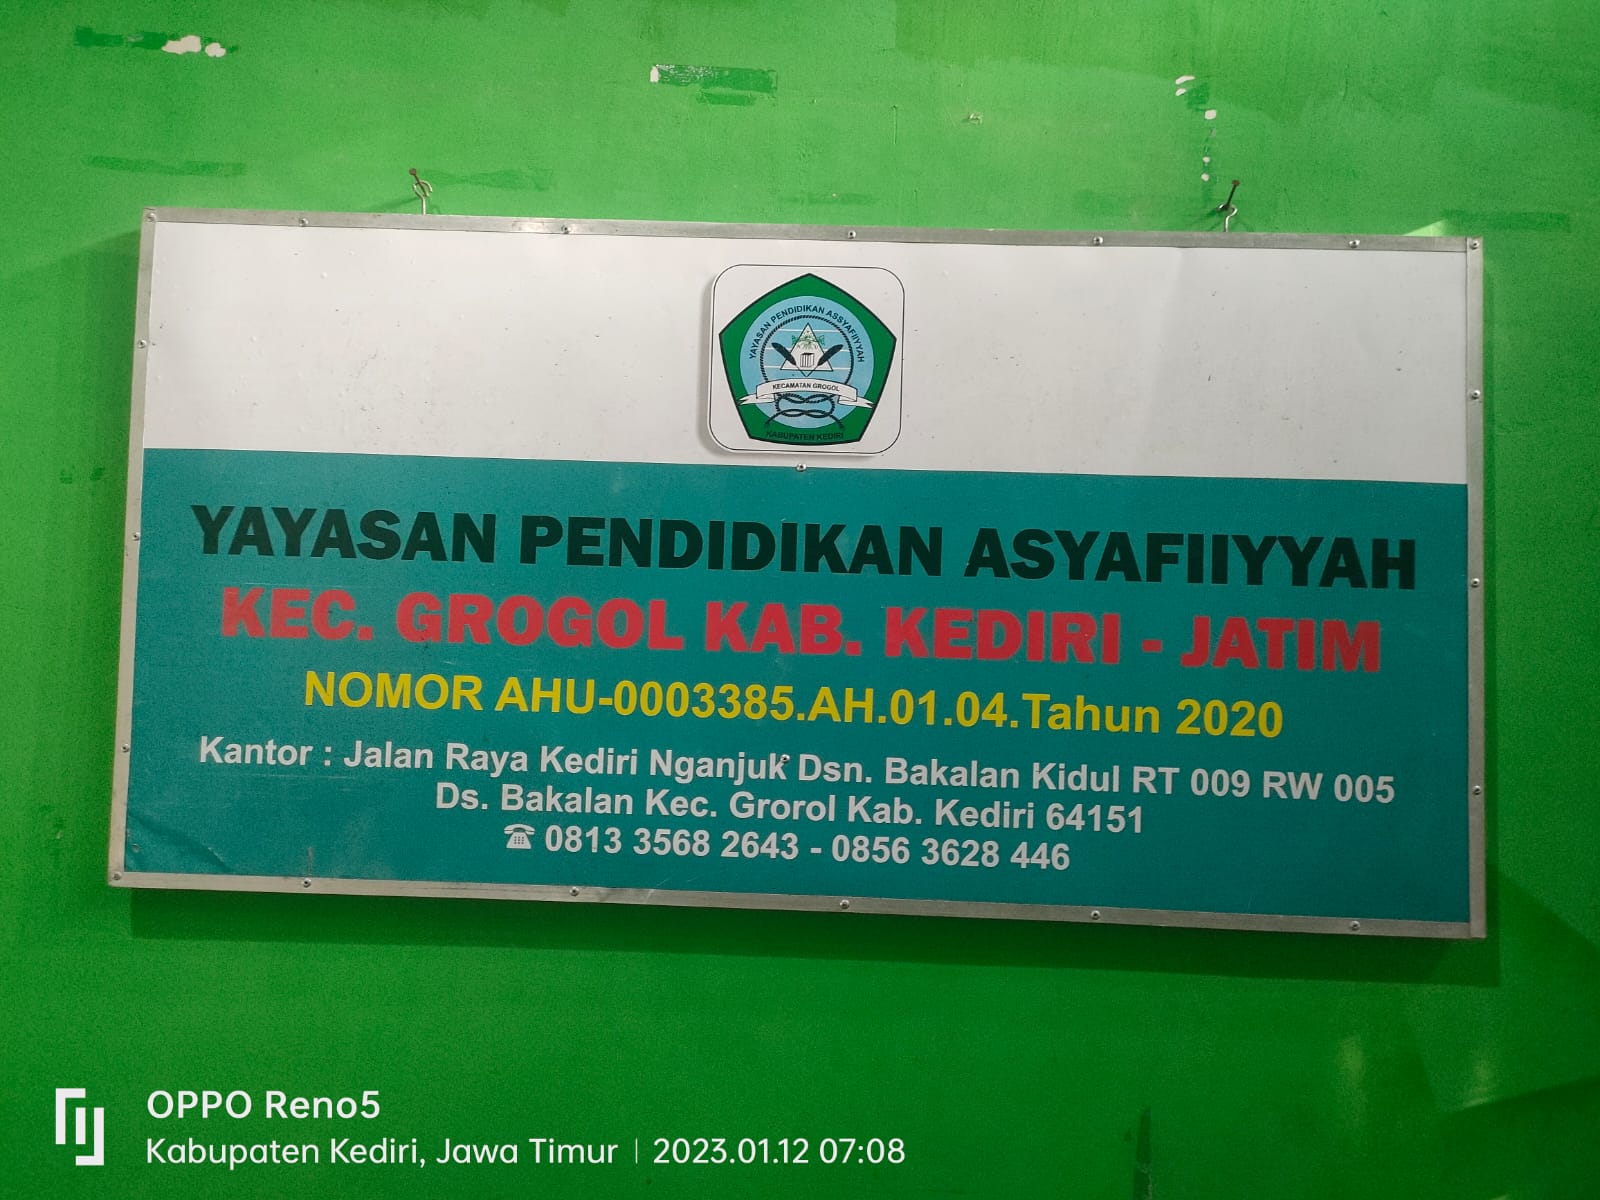 YAYASAN PENDIDIKAN ASSYAFIIYYAH
KECAMATAN GROGOL
KABUPATEN KEDIRI
YAYASAN PENDIDIKAN ASYAFIIYYAH
KEC. GROGOL KAB. KEDIRI - JATIM
NOMOR AHU-0003385.AH.01.04.Tahun 2020
Kantor : Jalan Raya Kediri Nganjuk Dsn. Bakalan Kidul RT 009 RW 005
Ds. Bakalan Kec. Grorol Kab. Kediri 64151
☎ 0813 3568 2643 - 0856 3628 446
OPPO Reno5
Kabupaten Kediri, Jawa Timur | 2023.01.12 07:08